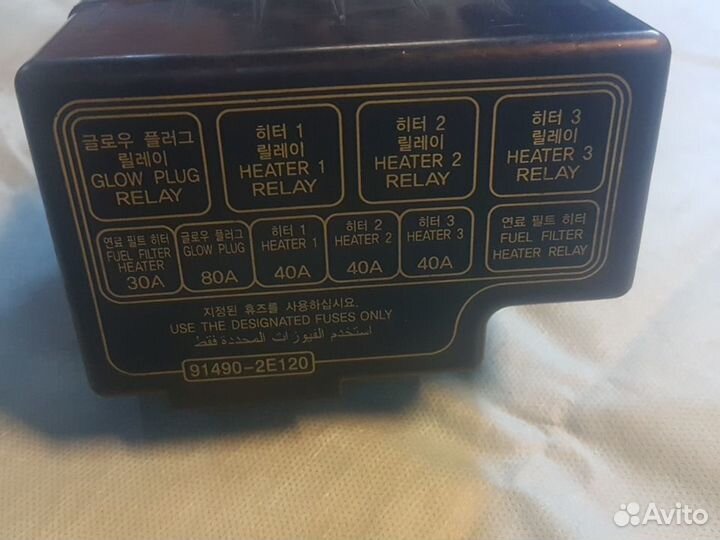 글로우 플러그
릴레이
GLOW PLUG
RELAY
히터 1
릴레이
HEATER 1
RELAY
히터 2
릴레이
HEATER 2
RELAY
히터 3
릴레이
HEATER 3
RELAY
연료 필트 히터
FUEL FILTER
HEATER
30A
글로우 플러그
GLOW PLUG
80A
히터 1
HEATER 1
40A
히터 2
HEATER 2
40A
히터 3
HEATER 3
40A
연료 필트 히터
FUEL FILTER
HEATER RELAY
지정된 휴즈를 사용하십시요.
USE THE DESIGNATED FUSES ONLY
استخدم الفيوزات المحددة فقط
91490-2E120
Avito